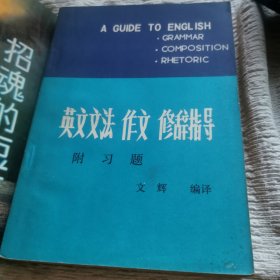 A GUIDE TO ENGLISH
· GRAMMAR
· COMPOSITION
· RHETORIC
英文文法 作文 修辞指导
附 习 题
文 辉 编译
招魂的